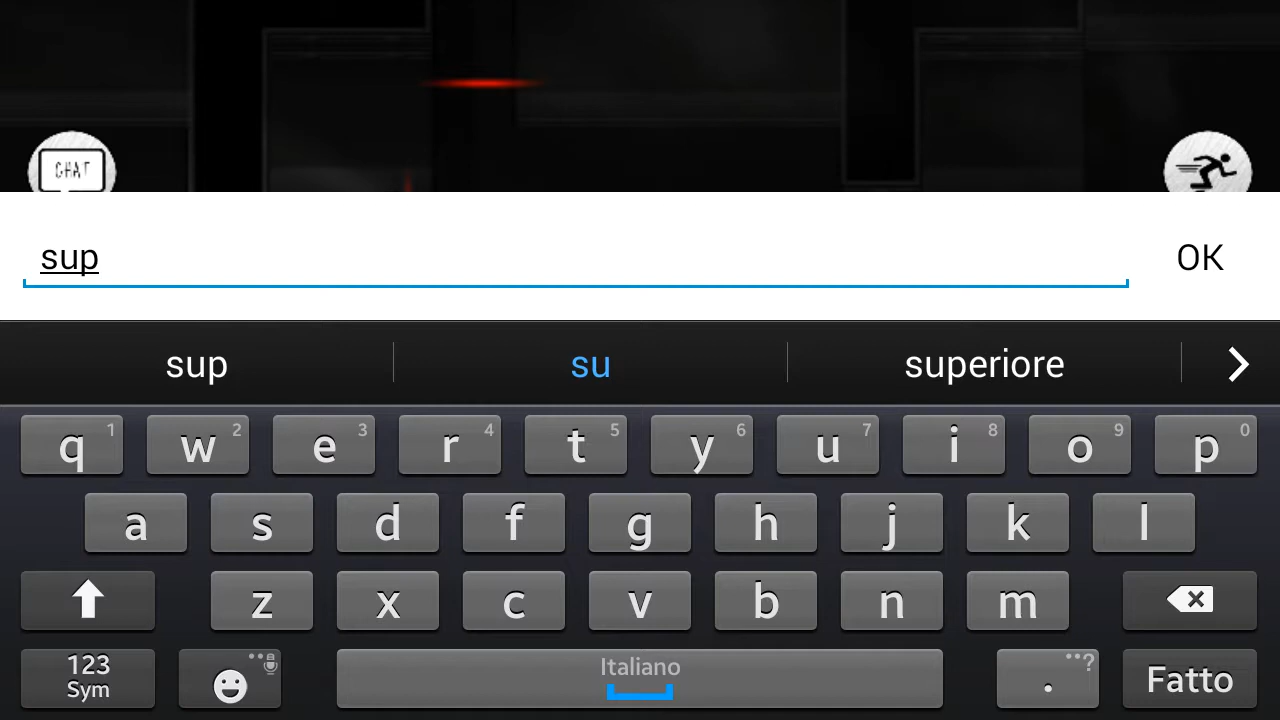 CHAT
sup
OK
sup su superiore
q 1 w 2 e 3 r 4 t 5 y 6 u 7 i 8 o 9 p 0
a s d f g h j k l
z x c v b n m
123 Sym Italiano . ? Fatto